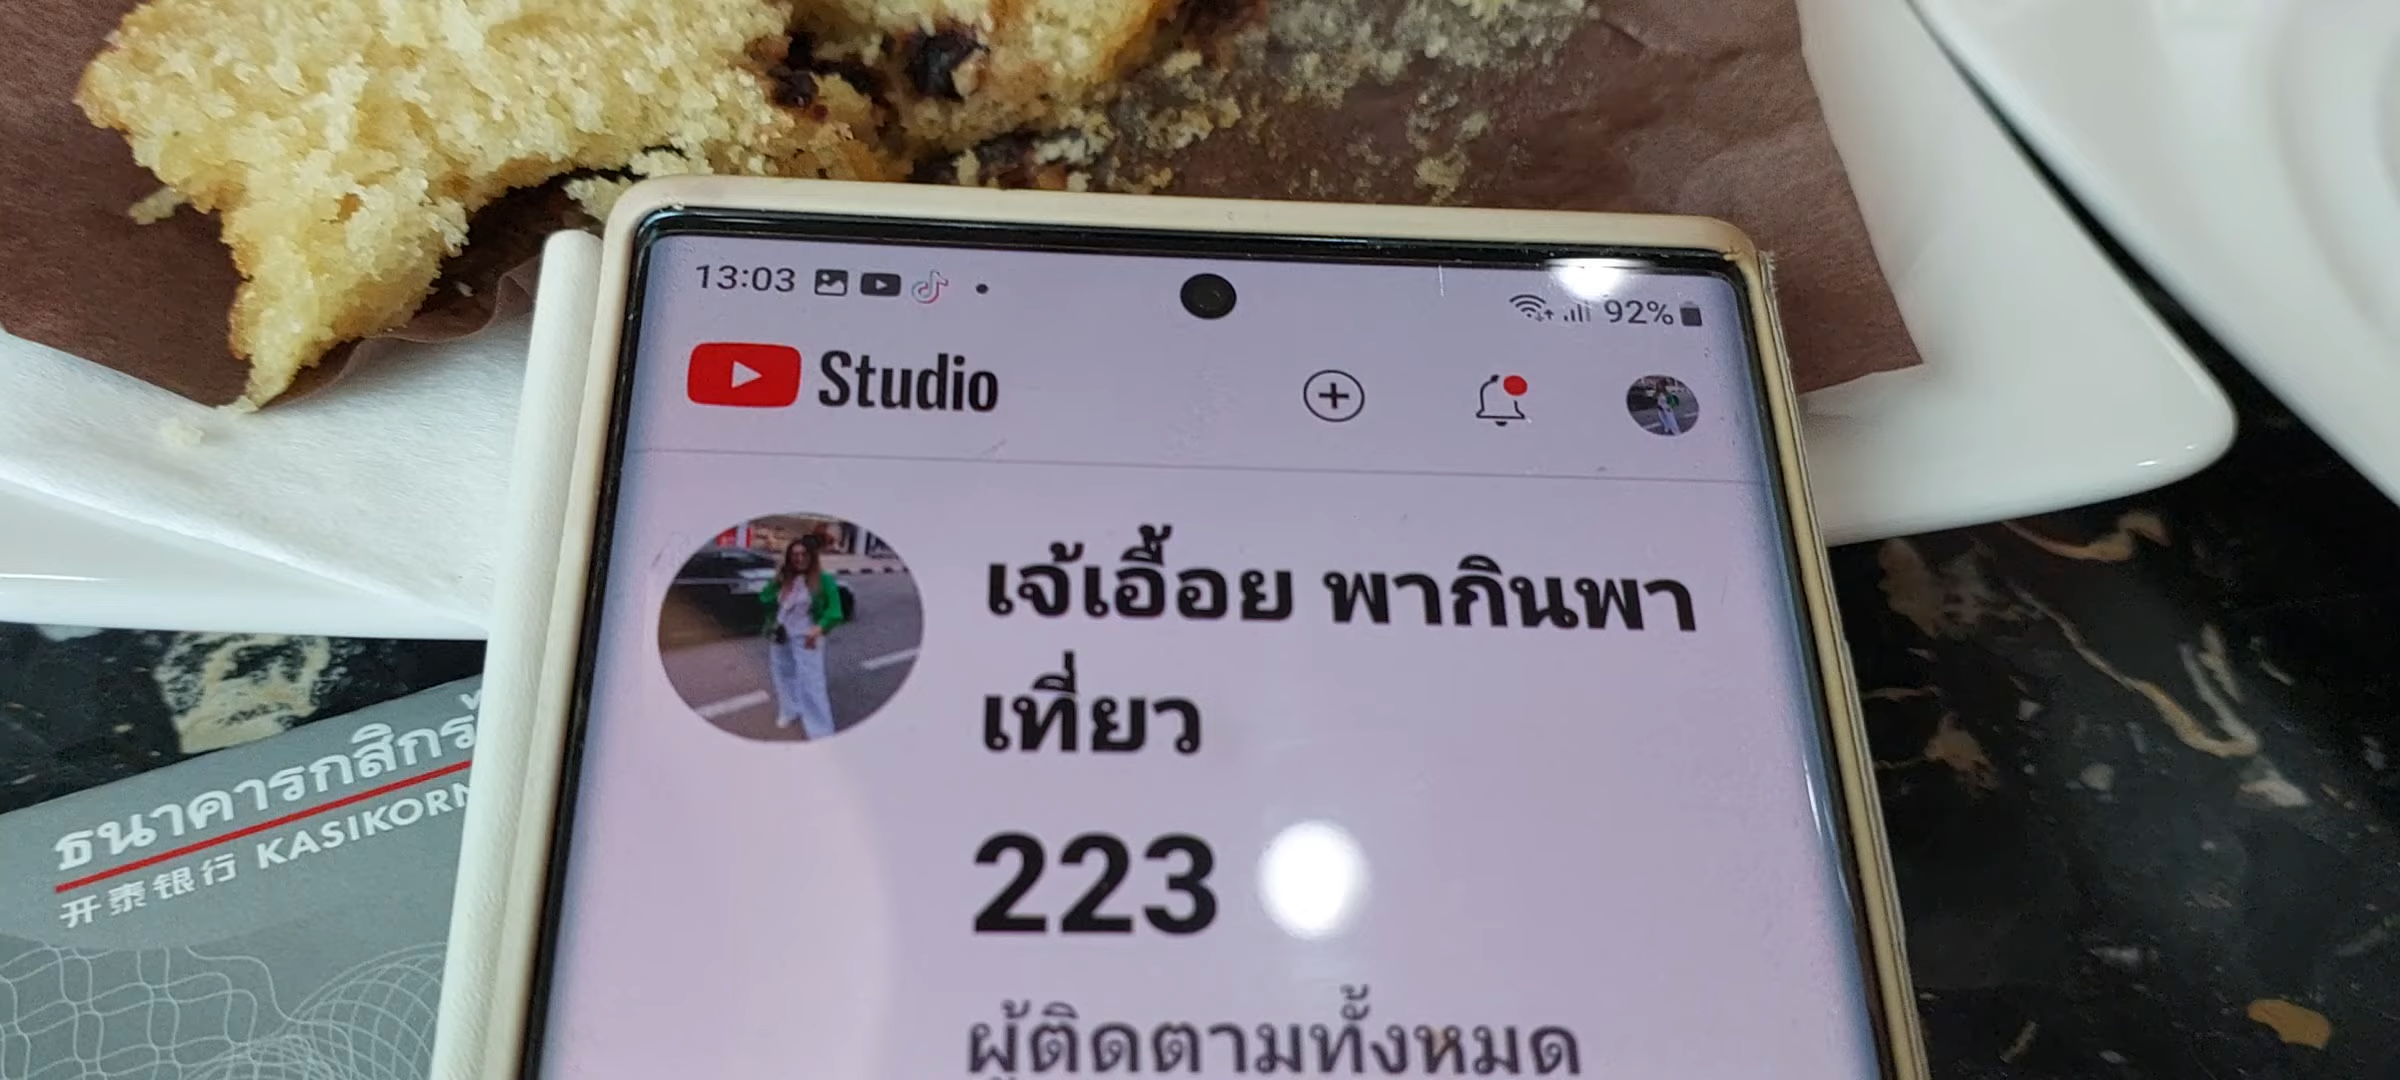 13:03
92%
Studio
เจ้เอื้อย พากินพา
เที่ยว
223
ผู้ติดตามทั้งหมด
ธนาคารกสิกร
开泰银行 KASIKORN